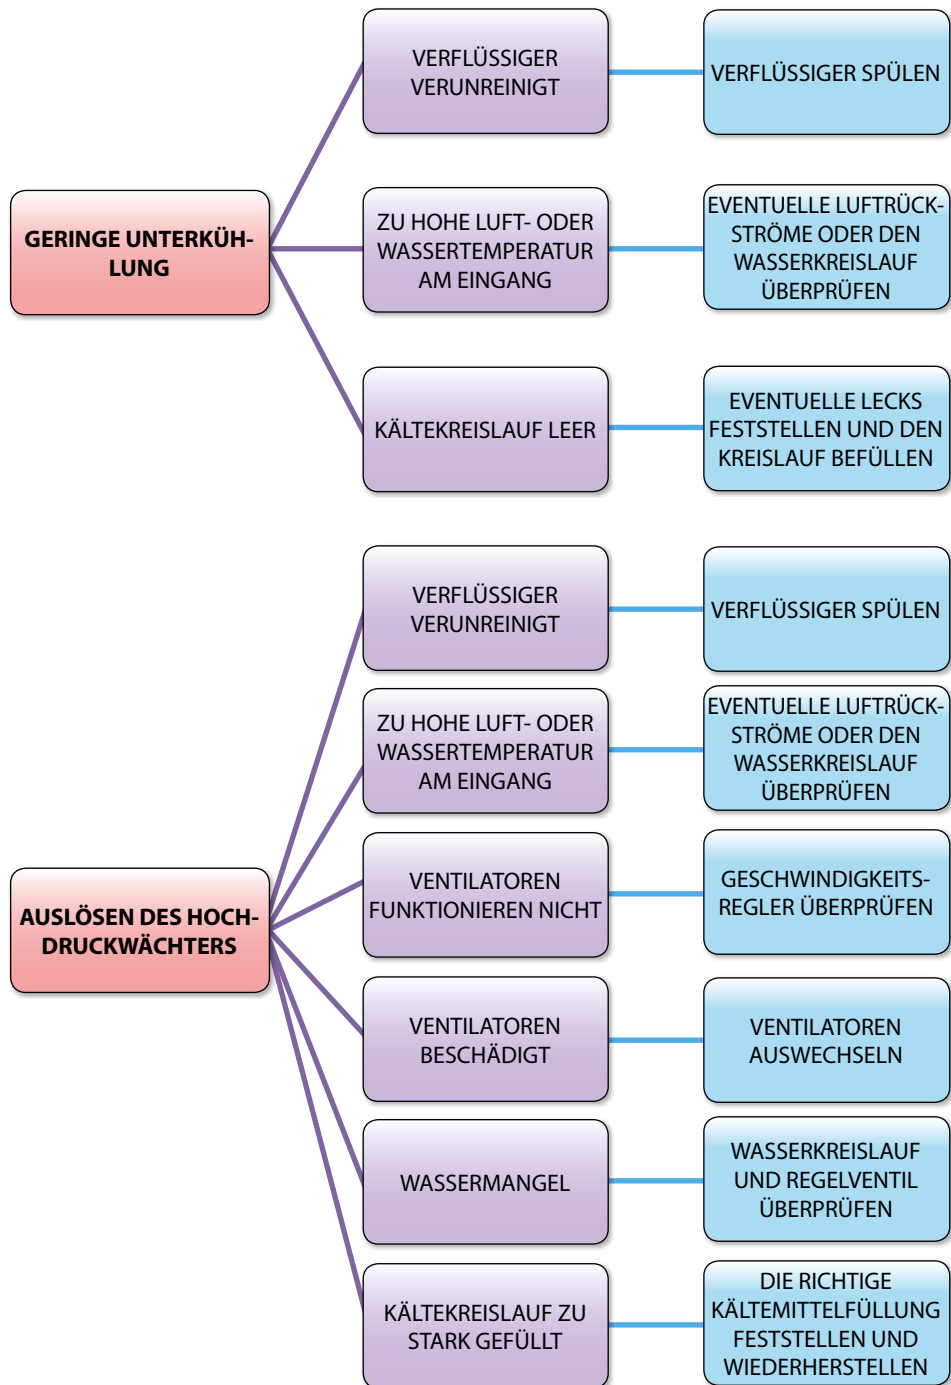 GERINGE UNTERKÜH-
LUNG
VERFLÜSSIGER
VERUNREINIGT
VERFLÜSSIGER SPÜLEN
ZU HOHE LUFT- ODER
WASSERTEMPERATUR
AM EINGANG
EVENTUELLE LUFTRÜCK-
STRÖME ODER DEN
WASSERKREISLAUF
ÜBERPRÜFEN
KÄLTEKREISLAUF LEER
EVENTUELLE LECKS
FESTSTELLEN UND DEN
KREISLAUF BEFÜLLEN
AUSLÖSEN DES HOCH-
DRUCKWÄCHTERS
VERFLÜSSIGER
VERUNREINIGT
VERFLÜSSIGER SPÜLEN
ZU HOHE LUFT- ODER
WASSERTEMPERATUR
AM EINGANG
EVENTUELLE LUFTRÜCK-
STRÖME ODER DEN
WASSERKREISLAUF
ÜBERPRÜFEN
VENTILATOREN
FUNKTIONIEREN NICHT
GESCHWINDIGKEITS-
REGLER ÜBERPRÜFEN
VENTILATOREN
BESCHÄDIGT
VENTILATOREN
AUSWECHSELN
WASSERMANGEL
WASSERKREISLAUF
UND REGELVENTIL
ÜBERPRÜFEN
KÄLTEKREISLAUF ZU
STARK GEFÜLLT
DIE RICHTIGE
KÄLTEMITTELFÜLLUNG
FESTSTELLEN UND
WIEDERHERSTELLEN